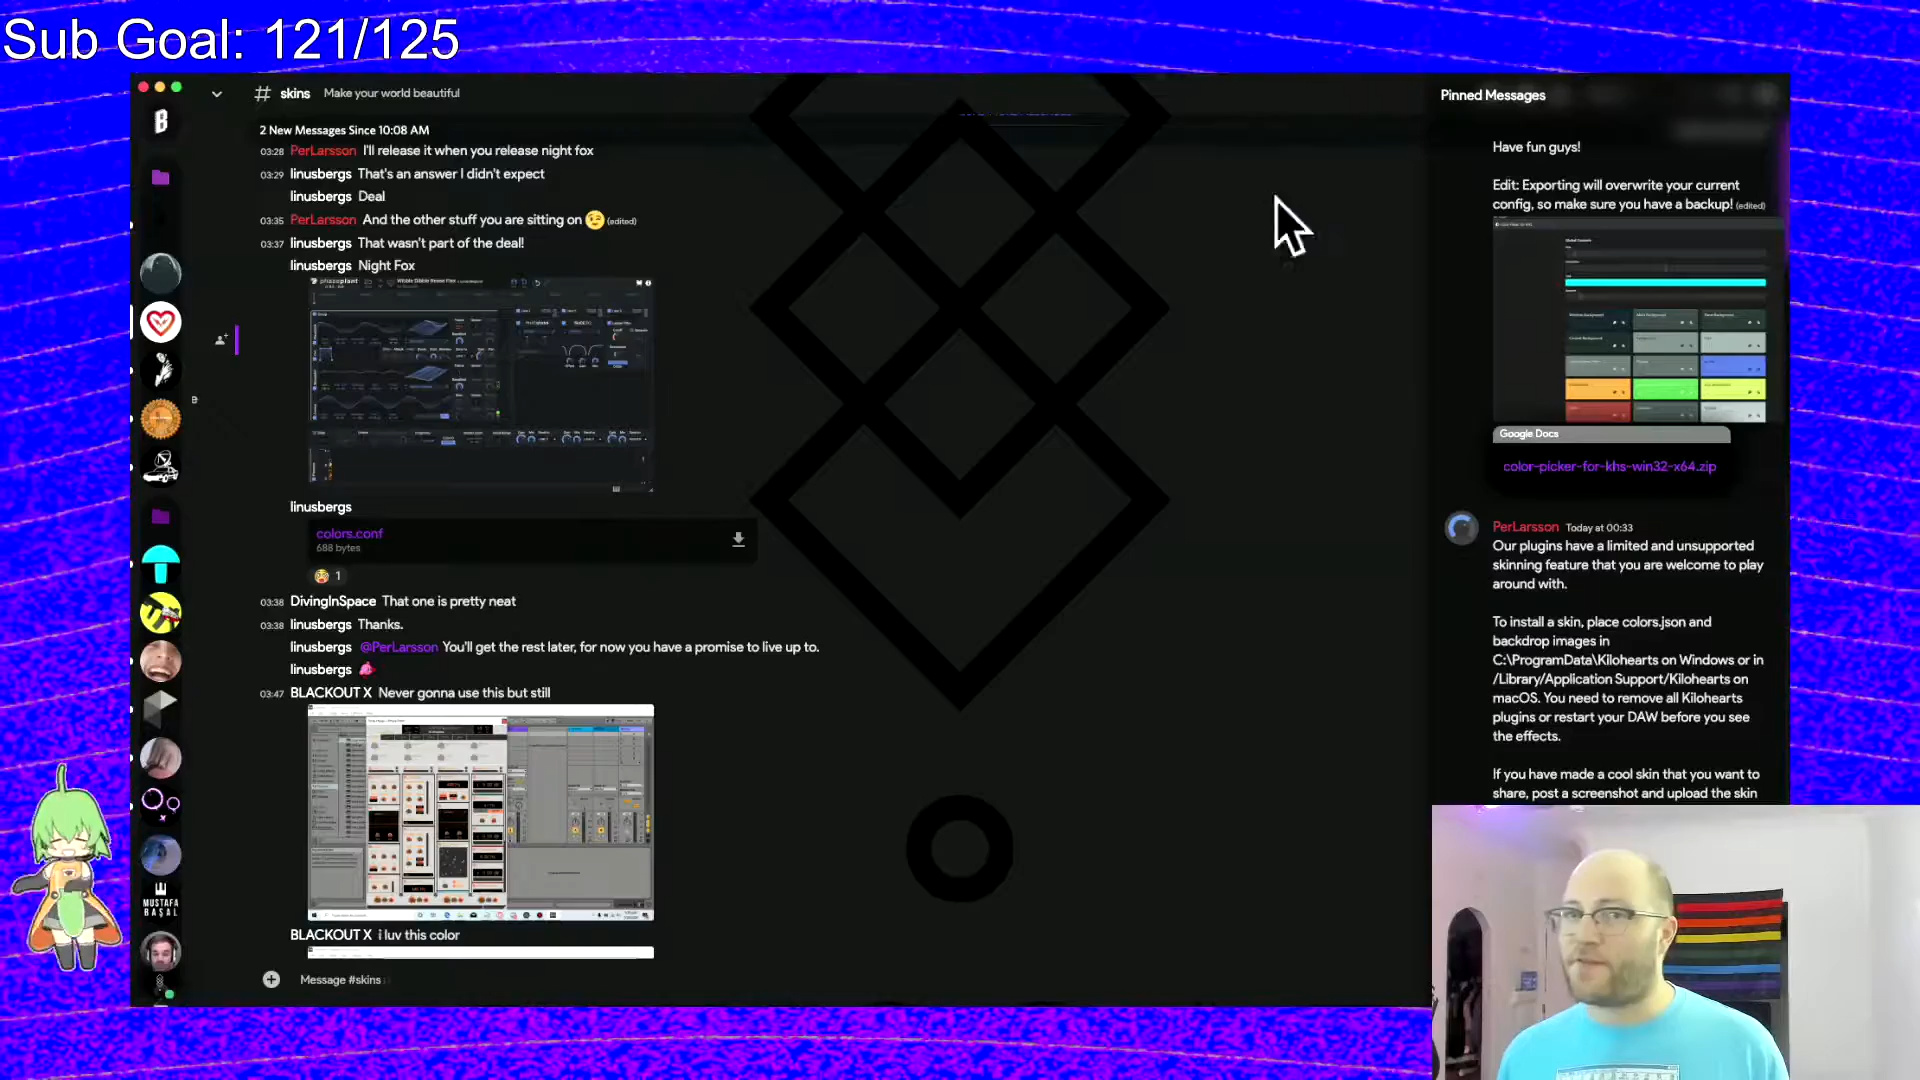 Sub Goal: 121/125
# skins Make your world beautiful
2 New Messages Since 10:08 AM
03:28 PerLarsson I'll release it when you release night fox
03:29 linusbergs That's an answer I didn't expect
linusbergs Deal
03:35 PerLarsson And the other stuff you are sitting on 😉 (edited)
03:37 linusbergs That wasn't part of the deal!
linusbergs Night Fox
phaseplant
linusbergs
colors.conf
688 bytes
1
03:38 DivingInSpace That one is pretty neat
03:38 linusbergs Thanks.
linusbergs @PerLarsson You'll get the rest later, for now you have a promise to live up to.
linusbergs
03:47 BLACKOUT X Never gonna use this but still
BLACKOUT X i luv this color
Message #skins
MUSTAFA
BAŞAL
Pinned Messages
Have fun guys!
Edit: Exporting will overwrite your current
config, so make sure you have a backup! (edited)
Google Docs
color-picker-for-khs-win32-x64.zip
PerLarsson Today at 00:33
Our plugins have a limited and unsupported
skinning feature that you are welcome to play
around with.
To install a skin, place colors.json and
backdrop images in
C:\ProgramData\Kilohearts on Windows or in
/Library/Application Support/Kilohearts on
macOS. You need to remove all Kilohearts
plugins or restart your DAW before you see
the effects.
If you have made a cool skin that you want to
share, post a screenshot and upload the skin